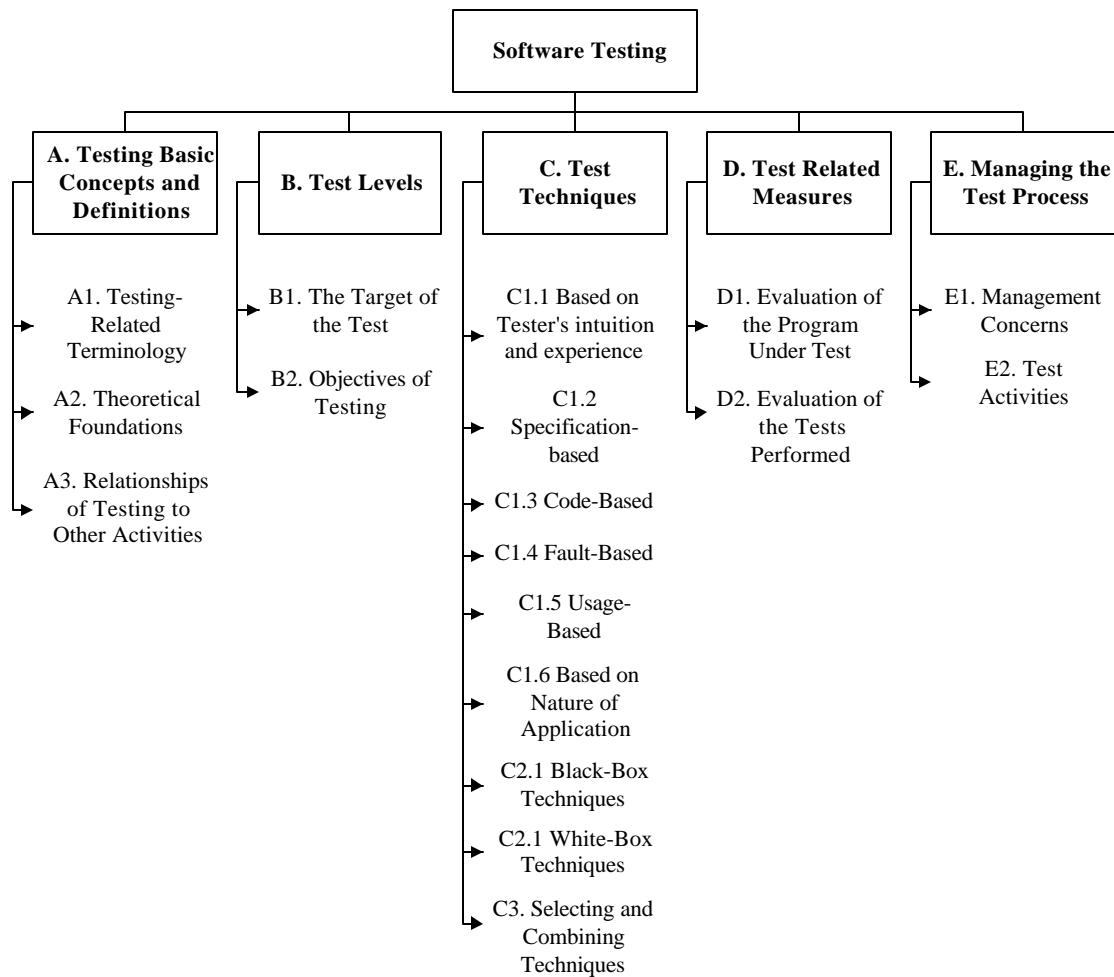 Software Testing
A. Testing Basic
Concepts and
Definitions
B. Test Levels
C. Test
Techniques
D. Test Related
Measures
E. Managing the
Test Process
A1. Testing-
Related
Terminology
A2. Theoretical
Foundations
A3. Relationships
of Testing to
Other Activities
B1. The Target of
the Test
B2. Objectives of
Testing
C1.1 Based on
Tester's intuition
and experience
C1.2
Specification-
based
C1.3 Code-Based
C1.4 Fault-Based
C1.5 Usage-
Based
C1.6 Based on
Nature of
Application
C2.1 Black-Box
Techniques
C2.1 White-Box
Techniques
C3. Selecting and
Combining
Techniques
D1. Evaluation of
the Program
Under Test
D2. Evaluation of
the Tests
Performed
E1. Management
Concerns
E2. Test
Activities